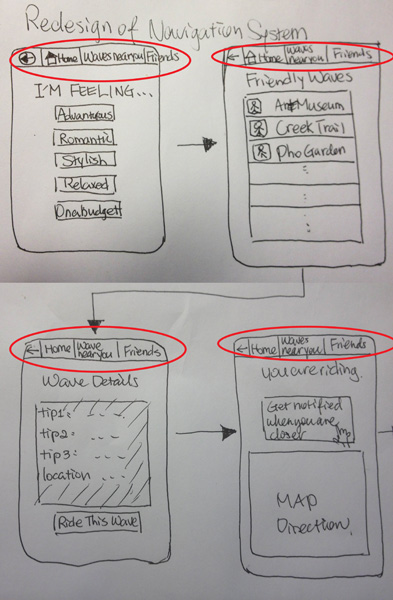 Redesign of Navigation System
Home Waves near you Friends
I'M FEELING...
Advanturous
Romantic
Stylish
Relaxed
On a budget
Home Waves near you Friends
Friendly Waves
Art Museum
Creek Trail
Pho Garden
Home Wave near you Friends
Wave Details
tip1:
tip2:
tip3:
location
Ride This Wave
Home Waves near you Friends
you are riding.
Get notified
when you are
closer
MAP
Direction.